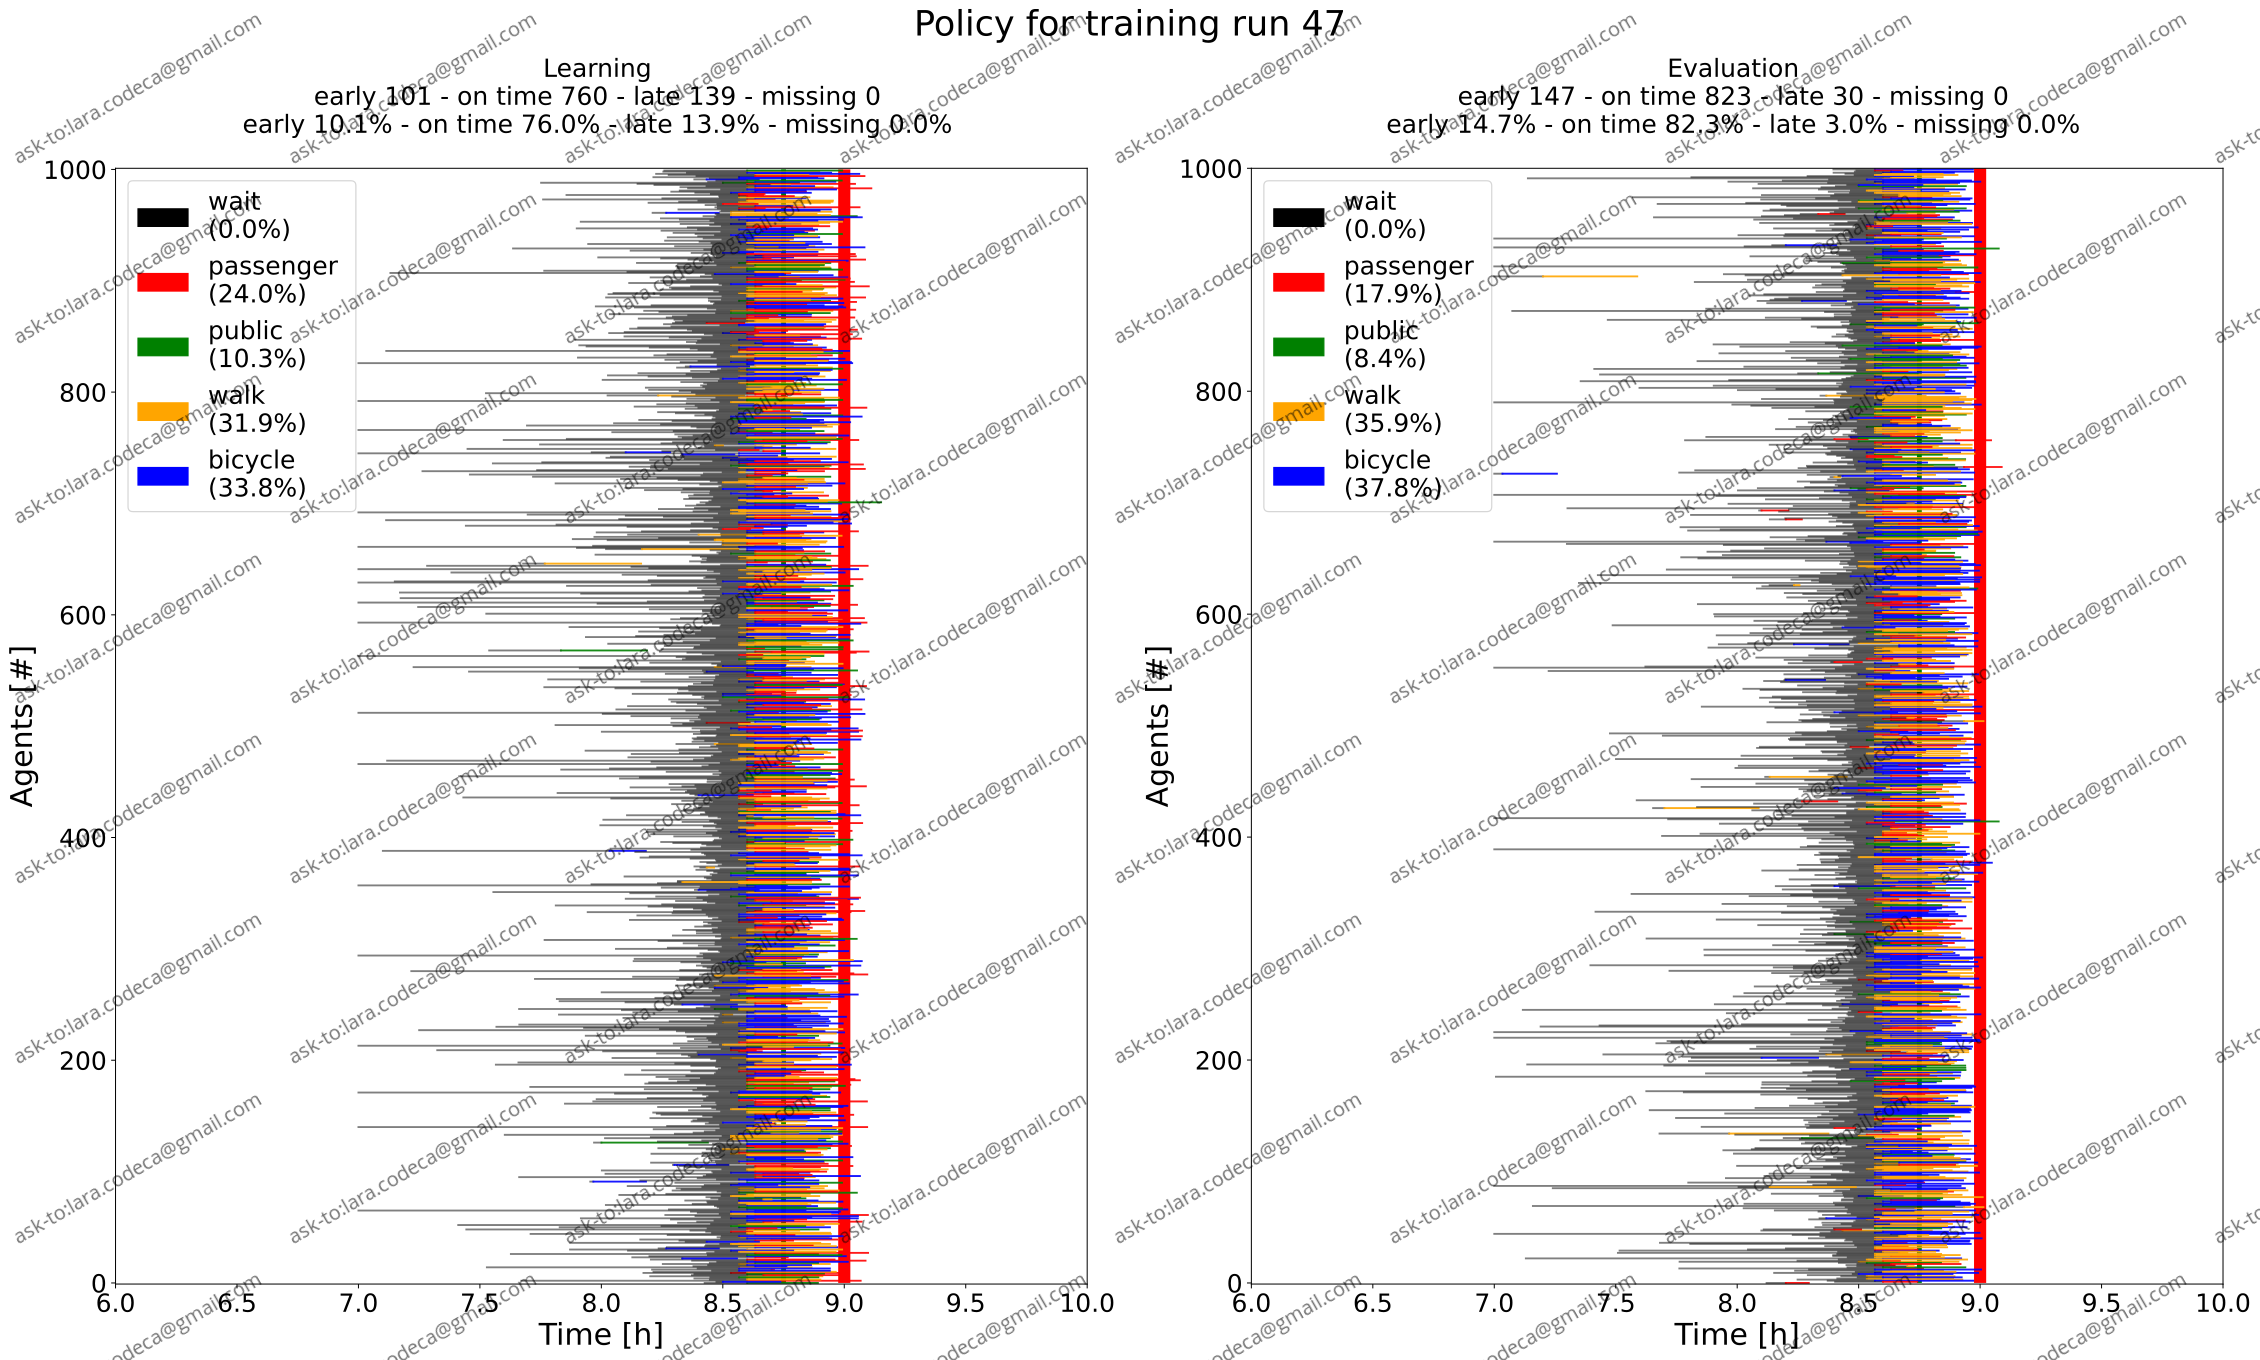 Policy for training run 47
Learning
early 101 - on time 760 - late 139 - missing 0
early 10.1% - on time 76.0% - late 13.9% - missing 0.0%
1000
800
600
400
200
0
Agents [#]
wait
(0.0%)
passenger
(24.0%)
public
(10.3%)
walk
(31.9%)
bicycle
(33.8%)
6.0 6.5 7.0 7.5 8.0 8.5 9.0 9.5 10.0
Time [h]
Evaluation
early 147 - on time 823 - late 30 - missing 0
early 14.7% - on time 82.3% - late 3.0% - missing 0.0%
1000
800
600
400
200
0
Agents [#]
wait
(0.0%)
passenger
(17.9%)
public
(8.4%)
walk
(35.9%)
bicycle
(37.8%)
6.0 6.5 7.0 7.5 8.0 8.5 9.0 9.5 10.0
Time [h]
ask-to:lara.codeca@gmail.com